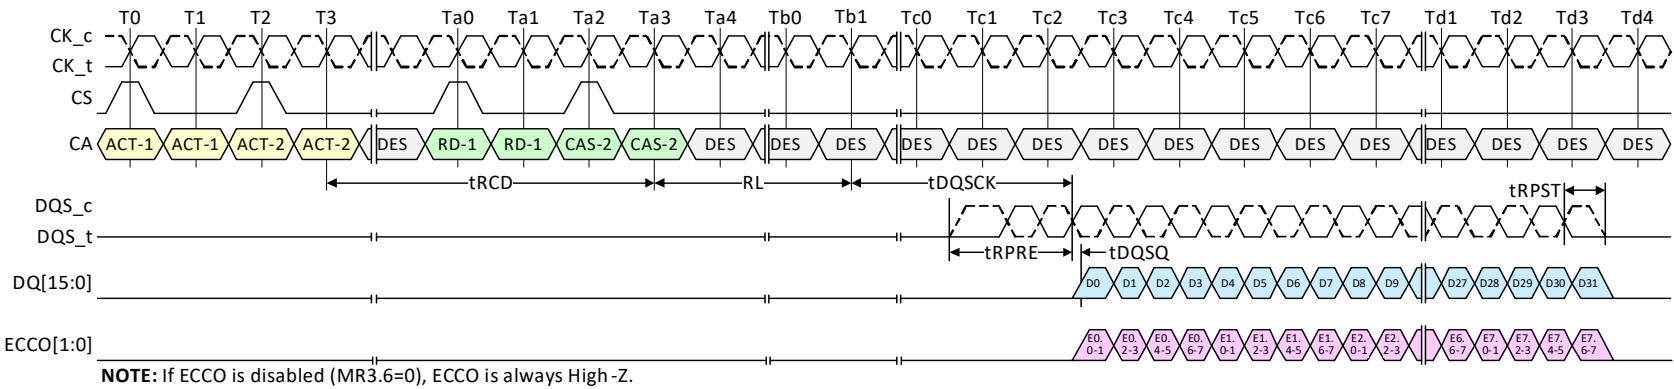 T0 T1 T2 T3 Ta0 Ta1 Ta2 Ta3 Ta4 Tb0 Tb1 Tc0 Tc1 Tc2 Tc3 Tc4 Tc5 Tc6 Tc7 Td1 Td2 Td3 Td4
CK_c
CK_t
CS
CA ACT-1 ACT-1 ACT-2 ACT-2 DES RD-1 RD-1 CAS-2 CAS-2 DES DES DES DES DES DES DES DES DES DES DES DES DES DES DES
tRCD RL tDQSCK tRPST
DQS_c
DQS_t
tRPRE tDQSQ
DQ[15:0] D0 D1 D2 D3 D4 D5 D6 D7 D8 D9 D27 D28 D29 D30 D31
E0. E0. E0. E0. E1. E1. E1. E1. E2. E2. E6. E7. E7. E7. E7.
ECCO[1:0] 0-1 2-3 4-5 6-7 0-1 2-3 4-5 6-7 0-1 2-3 6-7 0-1 2-3 4-5 6-7
NOTE: If ECCO is disabled (MR3.6=0), ECCO is always High-Z.